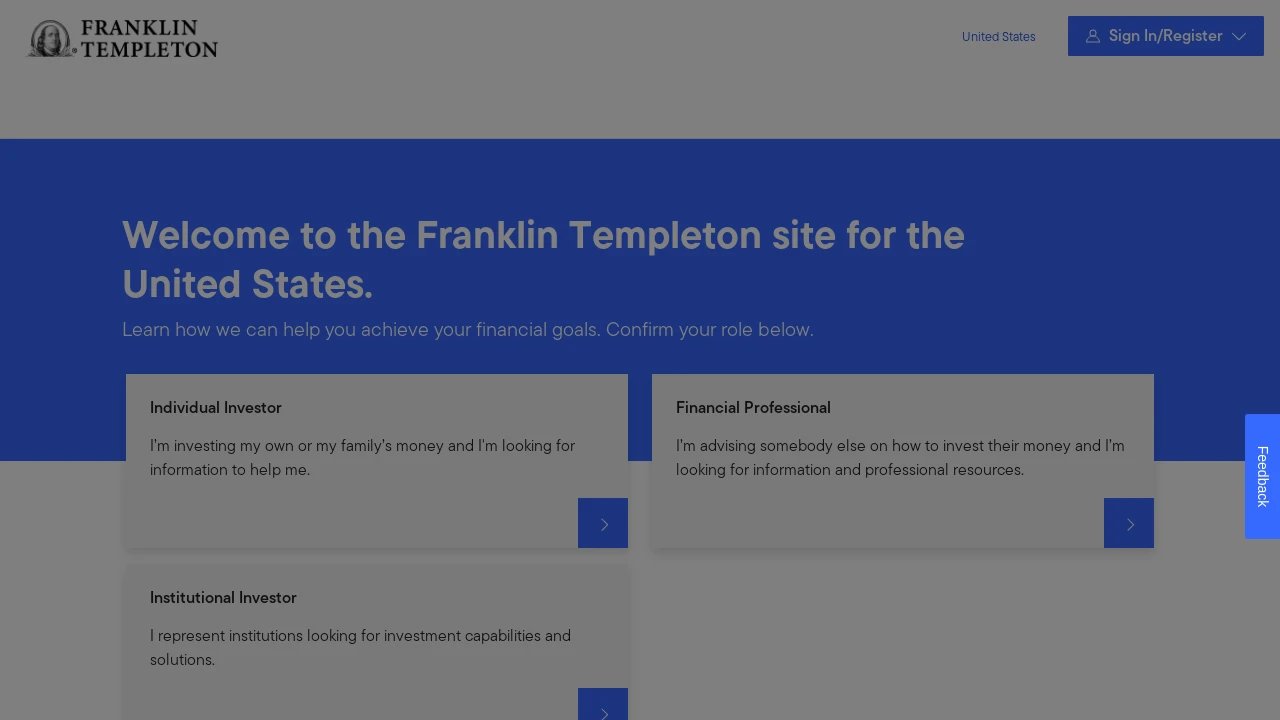 FRANKLIN
TEMPLETON
United States
Sign In/Register
Welcome to the Franklin Templeton site for the
United States.
Learn how we can help you achieve your financial goals. Confirm your role below.
Individual Investor
I'm investing my own or my family's money and I'm looking for
information to help me.
Financial Professional
I'm advising somebody else on how to invest their money and I'm
looking for information and professional resources.
Feedback
Institutional Investor
I represent institutions looking for investment capabilities and
solutions.